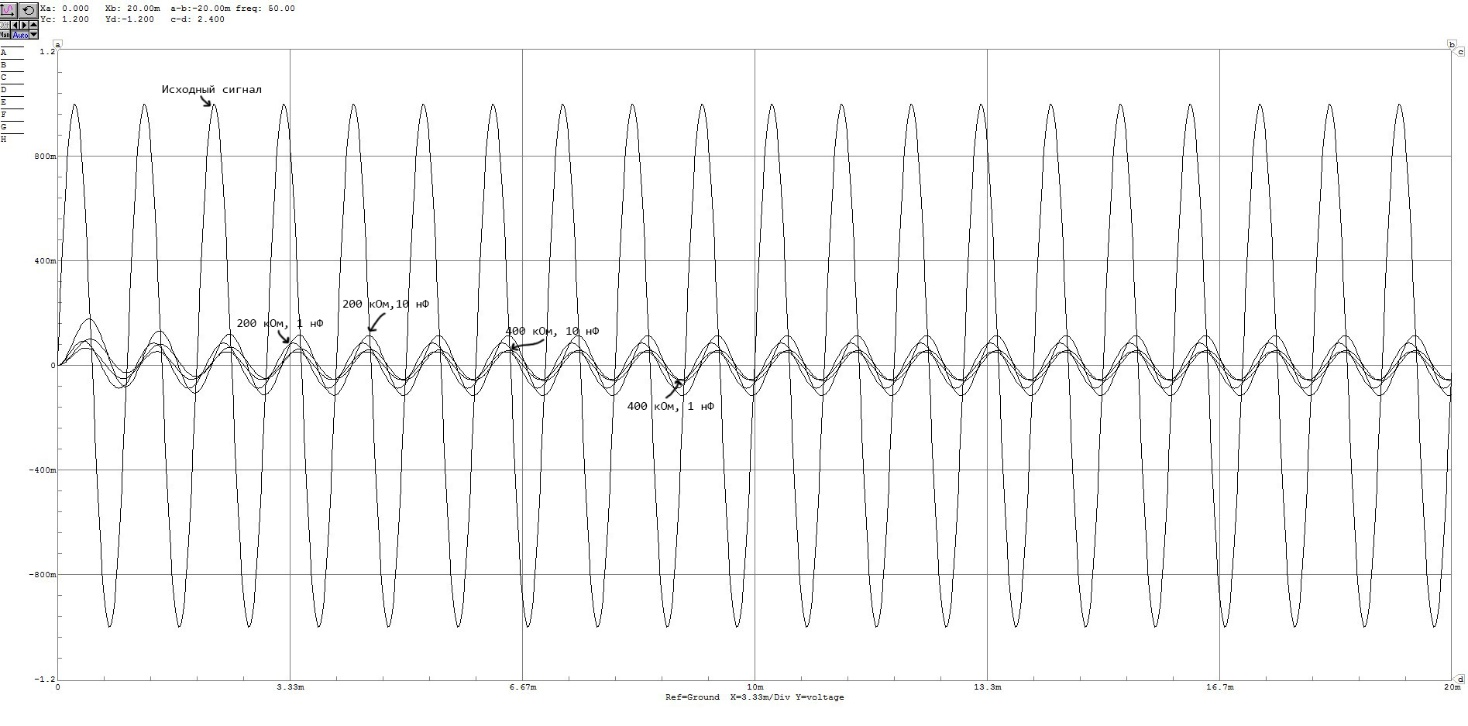 Xa: 0.000 Xb: 20.00m a-b:-20.00m freq: 50.00
Yc: 1.200 Yd:-1.200 c-d: 2.400
Auto
a
b
c
A
B
C
D
E
F
G
H
1.2
Исходный сигнал
800m
400m
200 кОм,10 нФ
200 кОм, 1 нФ
400 кОм, 10 нФ
0
400 кОм, 1 нФ
-400m
-800m
-1.2
d
0
3.33m
6.67m
10m
13.3m
16.7m
20m
Ref=Ground X=3.33m/Div Y=voltage